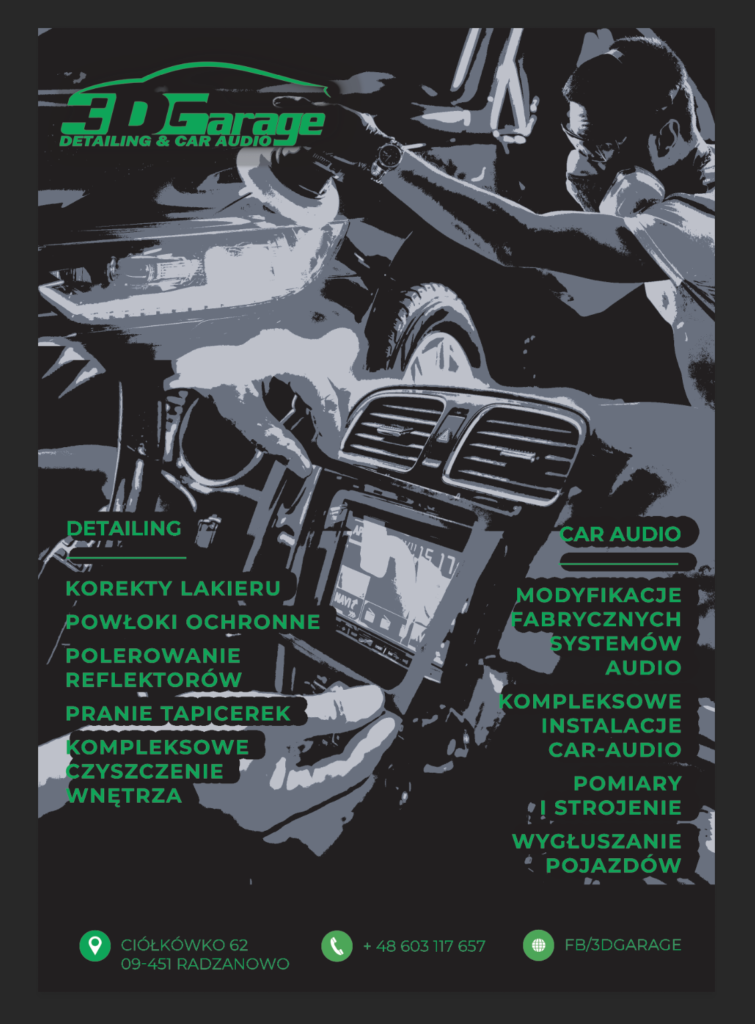 3DGarage
DETAILING & CAR AUDIO
DETAILING
KOREKTY LAKIERU
POWŁOKI OCHRONNE
POLEROWANIE
REFLEKTORÓW
PRANIE TAPICEREK
KOMPLEKSOWE
CZYSZCZENIE
WNĘTRZA
CAR AUDIO
MODYFIKACJE
FABRYCZNYCH
SYSTEMÓW
AUDIO
KOMPLEKSOWE
INSTALACJE
CAR-AUDIO
POMIARY
I STROJENIE
WYGŁUSZANIE
POJAZDÓW
CIÓŁKÓWKO 62
09-451 RADZANOWO
+ 48 603 117 657
FB/3DGARAGE